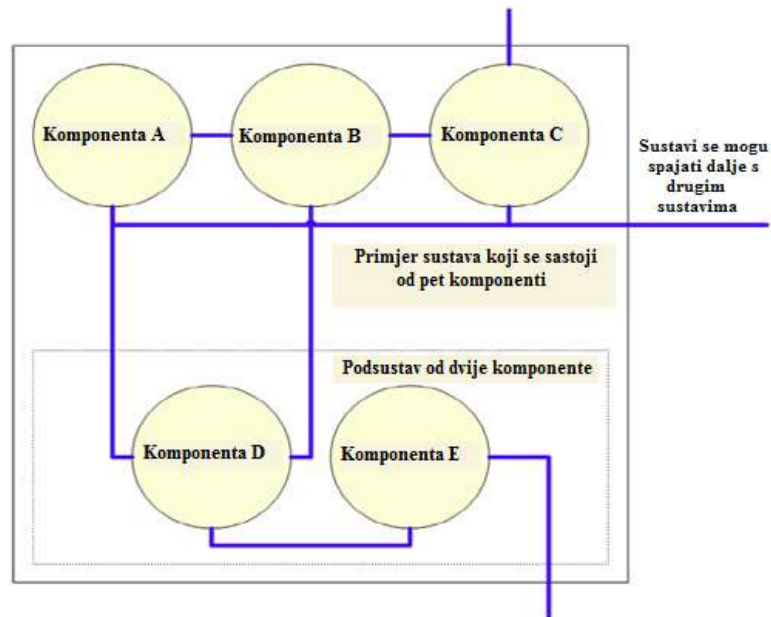 Komponenta A
Komponenta B
Komponenta C
Sustavi se mogu
spajati dalje s
drugim
sustavima
Primjer sustava koji se sastoji
od pet komponenti
Podsustav od dvije komponente
Komponenta D
Komponenta E